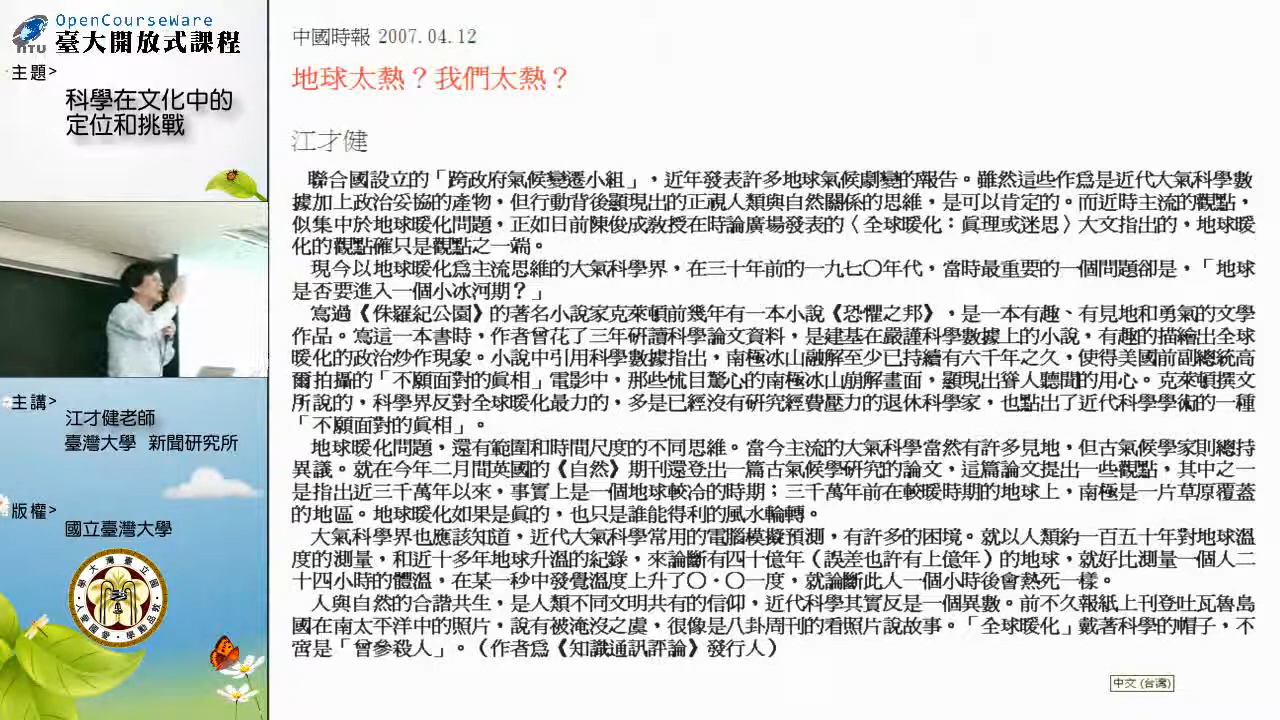 OpenCourseWare
NTU
臺大開放式課程
主題>
科學在文化中的
定位和挑戰
主講>
江才健老師
臺灣大學 新聞研究所
版權>
國立臺灣大學
中國時報 2007.04.12
地球太熱？我們太熱？
江才健
聯合國設立的「跨政府氣候變遷小組」，近年發表許多地球氣候劇變的報告。雖然這些作為是近代大氣科學數
據加上政治妥協的產物，但行動背後顯現出的正視人類與自然關係的思維，是可以肯定的。而近時主流的觀點，
似集中於地球暖化問題，正如日前陳俊成教授在時論廣場發表的〈全球暖化：真理或迷思〉大文指出的，地球暖
化的觀點確只是觀點之一端。
現今以地球暖化為主流思維的大氣科學界，在三十年前的一九七〇年代，當時最重要的一個問題卻是，「地球
是否要進入一個小冰河期？」
寫過《侏羅紀公園》的著名小說家克萊頓前幾年有一本小說《恐懼之邦》，是一本有趣、有見地和勇氣的文學
作品。寫這一本書時，作者曾花了三年研讀科學論文資料，是建基在嚴謹科學數據上的小說，有趣的描繪出全球
暖化的政治炒作現象。小說中引用科學數據指出，南極冰山融解至少已持續有六千年之久，使得美國前副總統高
爾拍攝的「不願面對的真相」電影中，那些怵目驚心的南極冰山崩解畫面，顯現出聳人聽聞的用心。克萊頓撰文
所說的，科學界反對全球暖化最力的，多是已經沒有研究經費壓力的退休科學家，也點出了近代科學學術的一種
「不願面對的真相」。
地球暖化問題，還有範圍和時間尺度的不同思維。當今主流的大氣科學當然有許多見地，但古氣候學家則總持
異議。就在今年二月間英國的《自然》期刊還登出一篇古氣候學研究的論文，這篇論文提出一些觀點，其中之一
是指出近三千萬年以來，事實上是一個地球較冷的時期；三千萬年前在較暖時期的地球上，南極是一片草原覆蓋
的地區。地球暖化如果是真的，也只是誰能得利的風水輪轉。
大氣科學界也應該知道，近代大氣科學常用的電腦模擬預測，有許多的困境。就以人類約一百五十年對地球溫
度的測量，和近十多年地球升溫的紀錄，來論斷有四十億年（誤差也許有上億年）的地球，就好比測量一個人二
十四小時的體溫，在某一秒中發覺溫度上升了〇・〇一度，就論斷此人一個小時後會熱死一樣。
人與自然的合諧共生，是人類不同文明共有的信仰，近代科學其實反是一個異數。前不久報紙上刊登吐瓦魯島
國在南太平洋中的照片，說有被淹沒之虞，很像是八卦周刊的看照片說故事。「全球暖化」戴著科學的帽子，不
啻是「曾參殺人」。（作者為《知識通訊評論》發行人）
中文 (台灣)